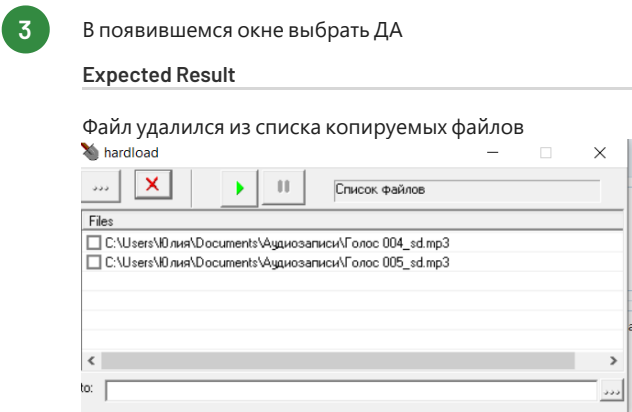 3
В появившемся окне выбрать ДА
Expected Result
Файл удалился из списка копируемых файлов
hardload
...
Список файлов
Files
C:\Users\Юлия\Documents\Аудиозаписи\Голос 004_sd.mp3
C:\Users\Юлия\Documents\Аудиозаписи\Голос 005_sd.mp3
to:
...